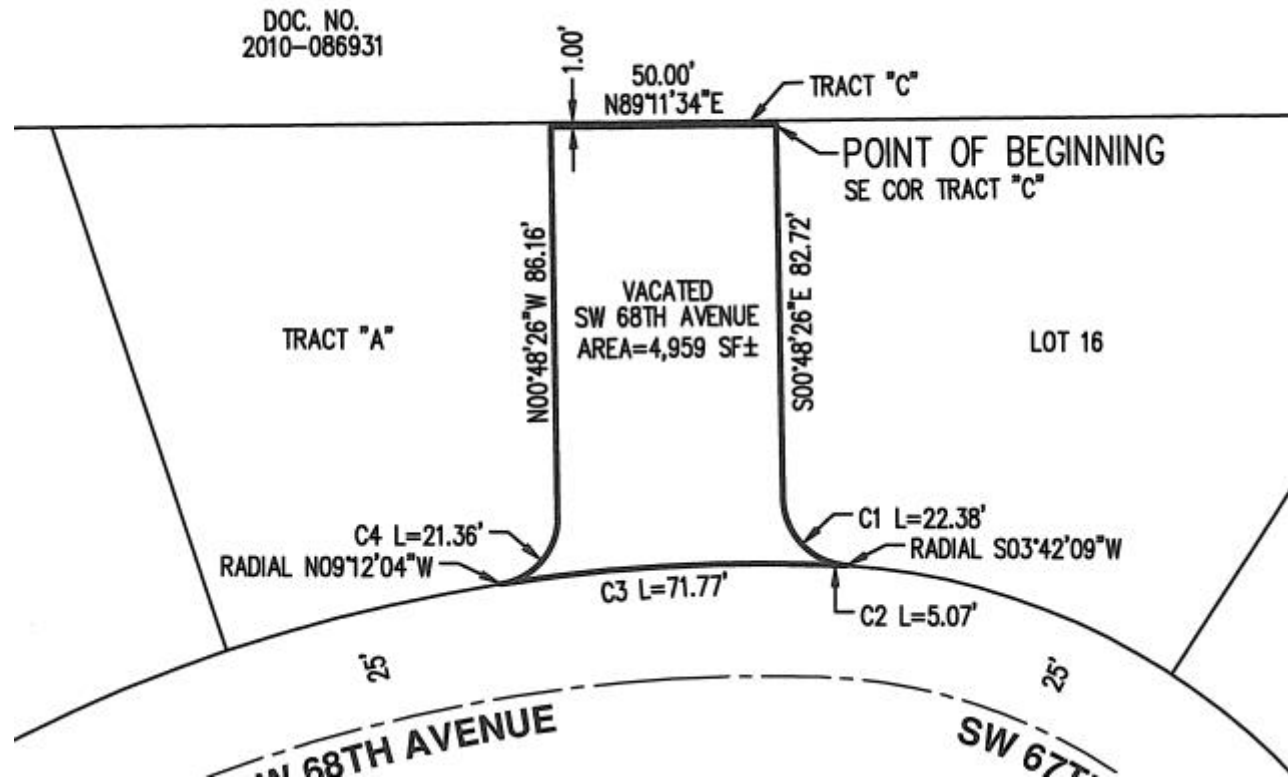 DOC. NO.
2010-086931
1.00'
50.00'
N89°11'34"E
TRACT "C"
POINT OF BEGINNING
SE COR TRACT "C"
N00°48'26"W 86.16'
S00°48'26"E 82.72'
VACATED
SW 68TH AVENUE
AREA=4,959 SF±
TRACT "A"
LOT 16
C4 L=21.36'
RADIAL N09°12'04"W
C1 L=22.38'
RADIAL S03°42'09"W
C3 L=71.77'
C2 L=5.07'
25'
25'
W 68TH AVENUE
SW 67T